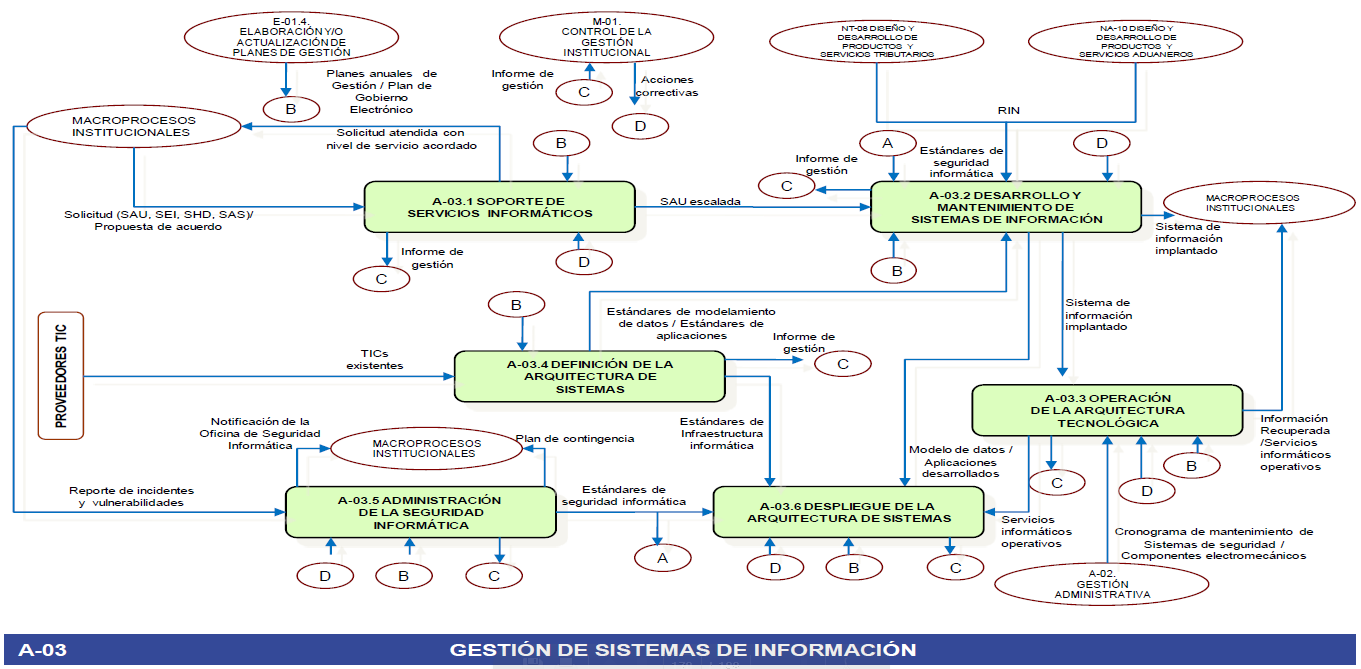 E-01.4.
ELABORACIÓN Y/O
ACTUALIZACIÓN DE
PLANES DE GESTIÓN
M-01.
CONTROL DE LA
GESTIÓN
INSTITUCIONAL
NT-08 DISEÑO Y
DESARROLLO DE
PRODUCTOS Y
SERVICIOS TRIBUTARIOS
NA-10 DISEÑO Y
DESARROLLO DE
PRODUCTOS Y
SERVICIOS ADUANEROS
Planes anuales de
Gestión / Plan de
Gobierno
Electrónico
B
Informe de
gestión
C
Acciones
correctivas
D
RIN
MACROPROCESOS
INSTITUCIONALES
Solicitud atendida con
nivel de servicio acordado
B
A
Estándares de
seguridad
informática
D
Informe de
gestión
C
A-03.1 SOPORTE DE
SERVICIOS INFORMÁTICOS
SAU escalada
A-03.2 DESARROLLO Y
MANTENIMIENTO DE
SISTEMAS DE INFORMACIÓN
MACROPROCESOS
INSTITUCIONALES
Solicitud (SAU, SEI, SHD, SAS)/
Propuesta de acuerdo
Sistema de
información
implantado
Informe de
gestión
C
D
B
B
Estándares de modelamiento
de datos / Estándares de
aplicaciones
Sistema de
información
implantado
PROVEEDORES TIC
TICs
existentes
A-03.4 DEFINICIÓN DE LA
ARQUITECTURA DE
SISTEMAS
Informe de
gestión
C
A-03.3 OPERACIÓN
DE LA ARQUITECTURA
TECNOLÓGICA
Notificación de la
Oficina de Seguridad
Informática
MACROPROCESOS
INSTITUCIONALES
Plan de contingencia
Estándares de
Infraestructura
informática
Modelo de datos /
Aplicaciones
desarrollados
C
D
B
Información
Recuperada
/Servicios
informáticos
operativos
Reporte de incidentes
y vulnerabilidades
A-03.5 ADMINISTRACIÓN
DE LA SEGURIDAD
INFORMÁTICA
Estándares de
seguridad informática
A-03.6 DESPLIEGUE DE LA
ARQUITECTURA DE SISTEMAS
Servicios
informáticos
operativos
Cronograma de mantenimiento de
Sistemas de seguridad /
Componentes electromecánicos
D
B
C
A
D
B
C
A-02.
GESTIÓN
ADMINISTRATIVA
A-03
GESTIÓN DE SISTEMAS DE INFORMACIÓN